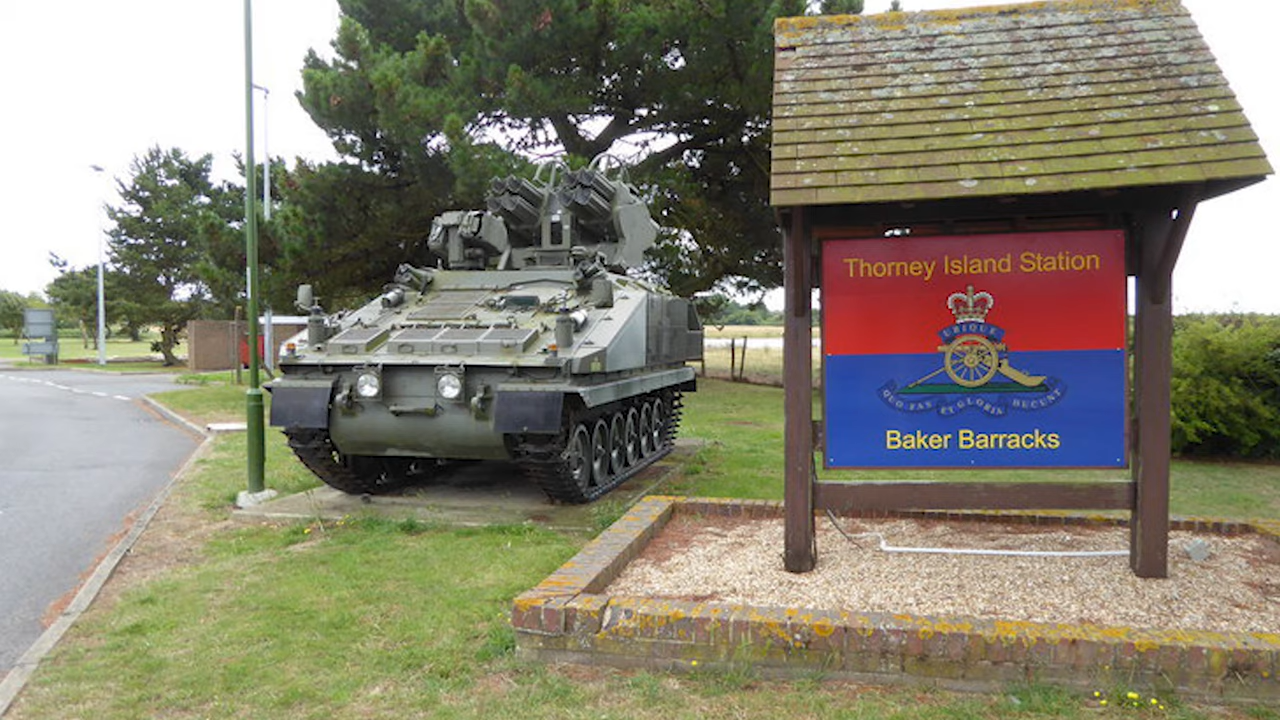 Thorney Island Station
UBIQUE
QUO FAS ET GLORIA DUCUNT
Baker Barracks